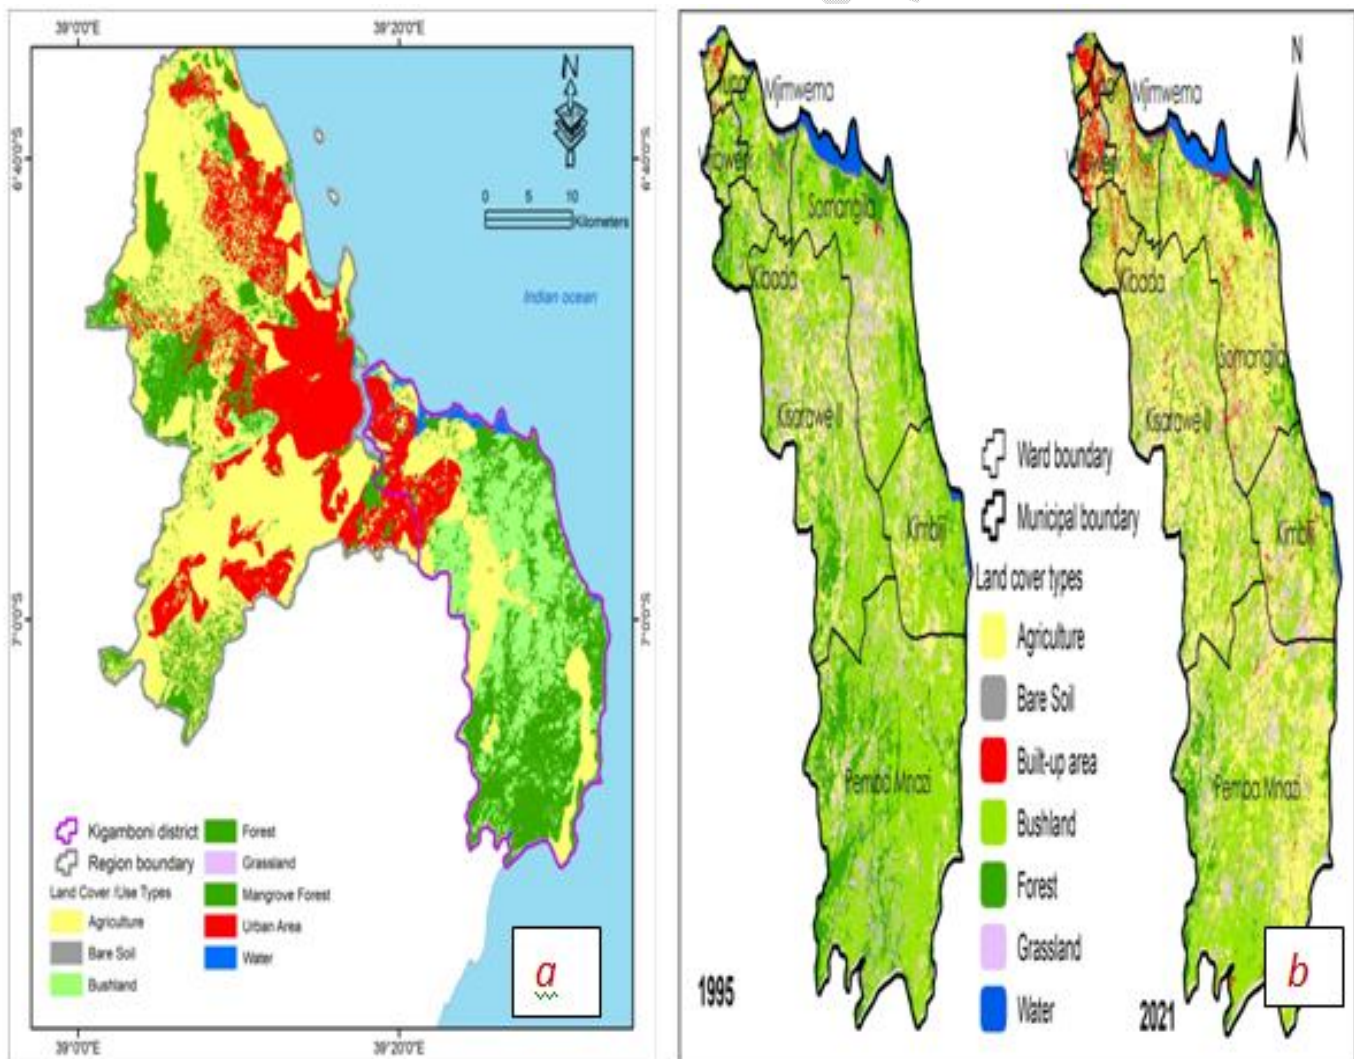 39°0'0"E
39°20'0"E
6°40'0"S
6°40'0"S
N
0 5 10
Kilometers
Indian ocean
7°0'0"S
7°0'0"S
Kigamboni district
Region boundary
Land Cover /Use Types
Agriculture
Bare Soil
Bushland
Forest
Grassland
Mangrove Forest
Urban Area
Water
a
39°0'0"E
39°20'0"E
Mjimwema
Somangila
Kibada
Kisarawe II
Kimbiji
Pemba Mnazi
1995
Ward boundary
Municipal boundary
Land cover types
Agriculture
Bare Soil
Built-up area
Bushland
Forest
Grassland
Water
N
Mjimwema
Kibada
Somangila
Kisarawe II
Kimbiji
Pemba Mnazi
2021
b